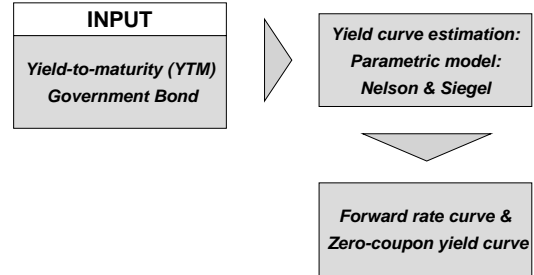 INPUT
Yield-to-maturity (YTM)
Government Bond
Yield curve estimation:
Parametric model:
Nelson & Siegel
Forward rate curve &
Zero-coupon yield curve